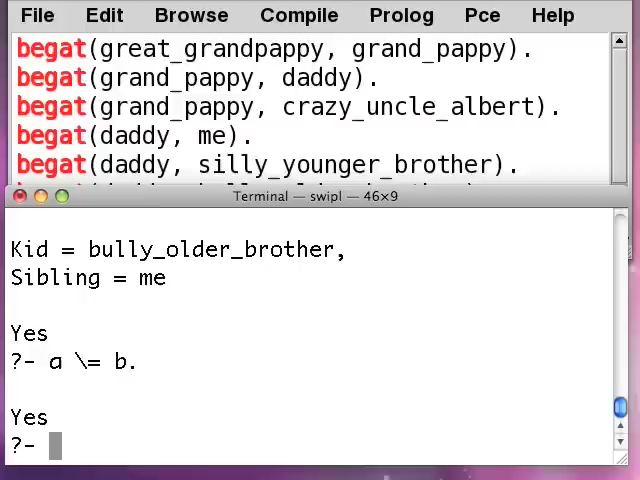 File Edit Browse Compile Prolog Pce Help
begat(great_grandpappy, grand_pappy).
begat(grand_pappy, daddy).
begat(grand_pappy, crazy_uncle_albert).
begat(daddy, me).
begat(daddy, silly_younger_brother).
Terminal — swipl — 46×9
Kid = bully_older_brother,
Sibling = me
Yes
?- a \= b.
Yes
?-